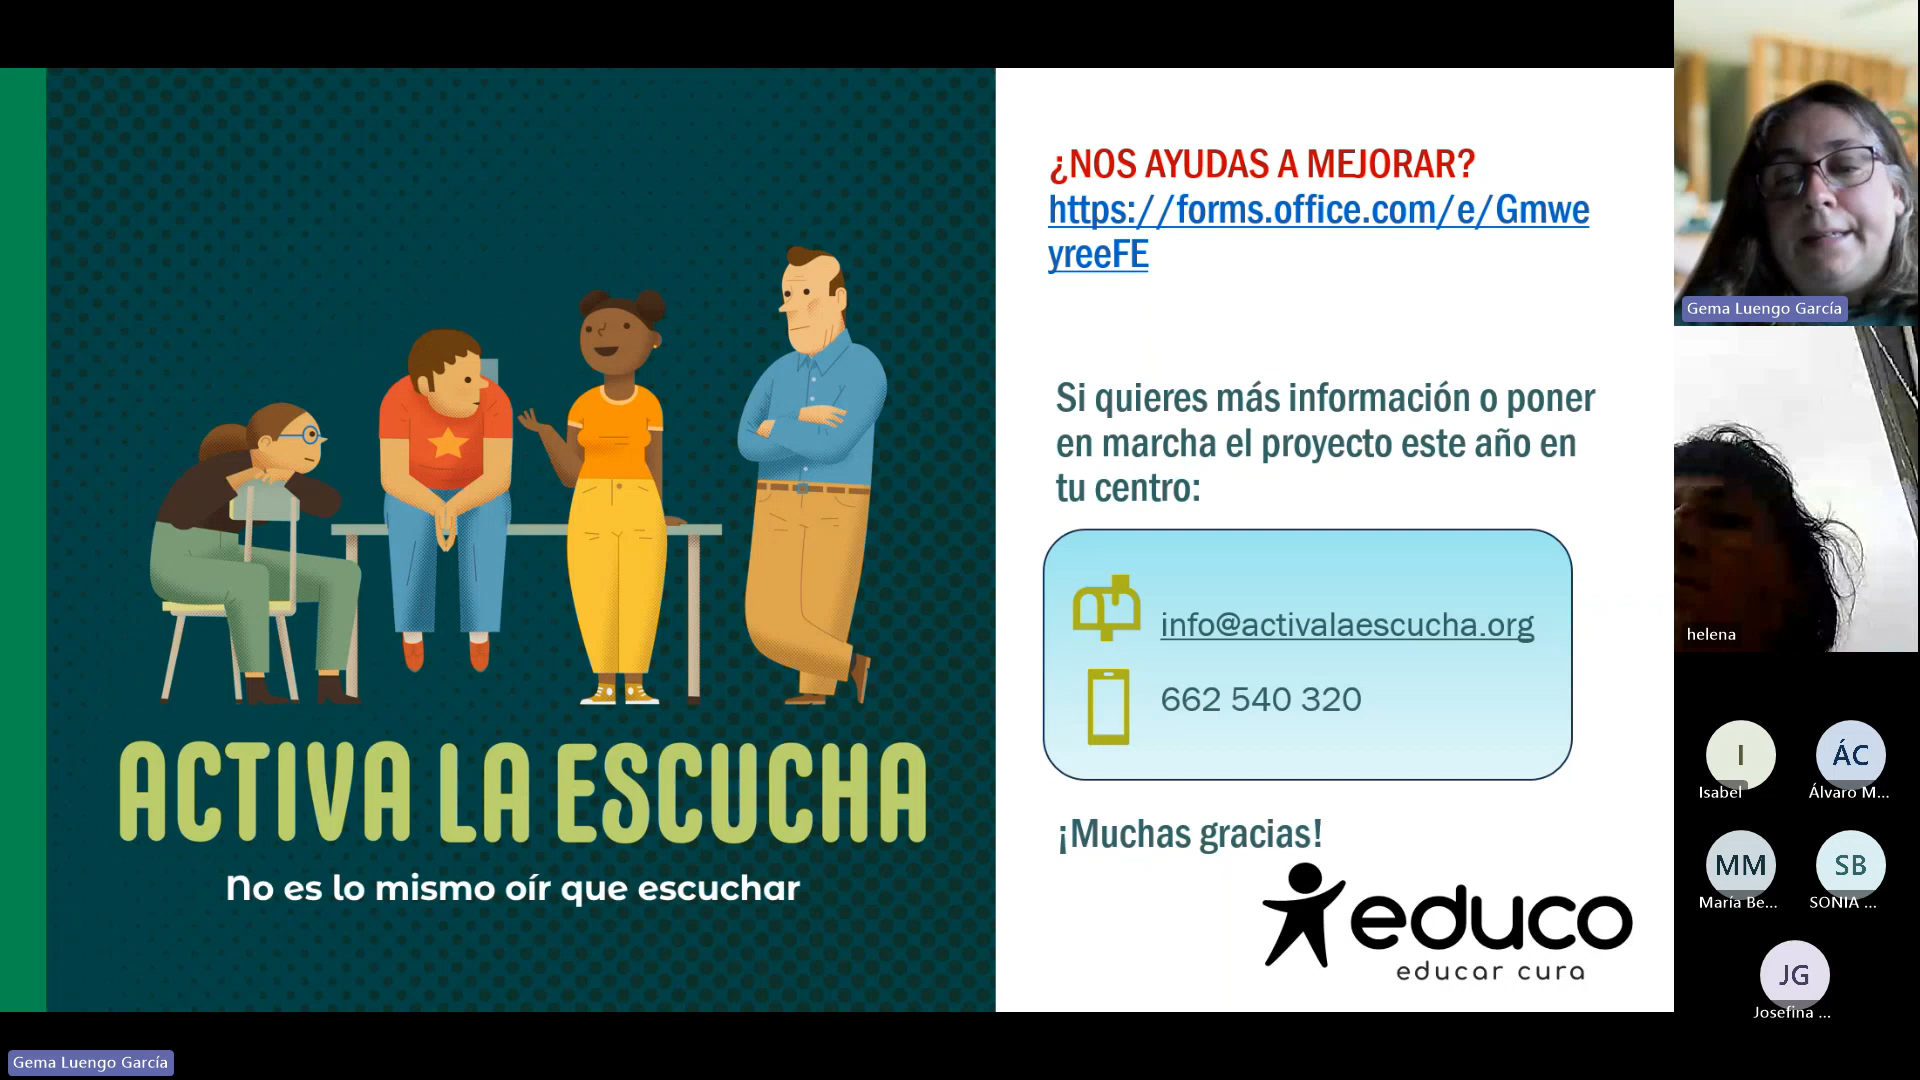 ACTIVA LA ESCUCHA
No es lo mismo oír que escuchar
¿NOS AYUDAS A MEJORAR?
https://forms.office.com/e/Gmwe
yreeFE
Si quieres más información o poner
en marcha el proyecto este año en
tu centro:
info@activalaescucha.org
662 540 320
¡Muchas gracias!
educo
educar cura
Gema Luengo García
helena
I
Isabel
ÁC
Álvaro M...
MM
María Be...
SB
SONIA ...
JG
Josefina ...
Gema Luengo García